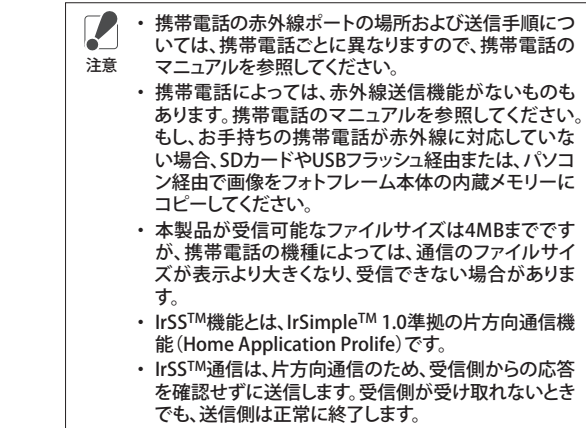 ・ 携帯電話の赤外線ポートの場所および送信手順につ
いては、携帯電話ごとに異なりますので、携帯電話の
マニュアルを参照してください。
注意
・ 携帯電話によっては、赤外線送信機能がないものも
あります。携帯電話のマニュアルを参照してください。
もし、お手持ちの携帯電話が赤外線に対応していな
い場合、SDカードやUSBフラッシュ経由または、パソコ
ン経由で画像をフォトフレーム本体の内蔵メモリーに
コピーしてください。
・ 本製品が受信可能なファイルサイズは4MBまでです
が、携帯電話の機種によっては、通信のファイルサイ
ズが表示より大きくなり、受信できない場合がありま
す。
・ IrSS™機能とは、IrSimple™ 1.0準拠の片方向通信機
能（Home Application Prolife）です。
・ IrSS™通信は、片方向通信のため、受信側からの応答
を確認せずに送信します。受信側が受け取れないとき
でも、送信側は正常に終了します。